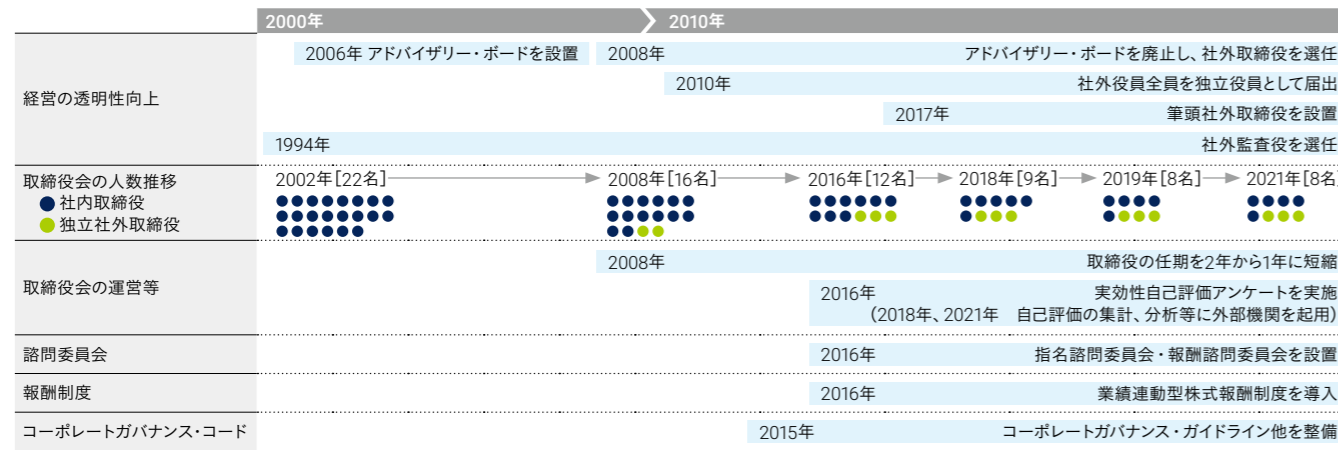 2000年
2010年
経営の透明性向上
2006年 アドバイザリー・ボードを設置
2008年 アドバイザリー・ボードを廃止し、社外取締役を選任
2010年 社外役員全員を独立役員として届出
2017年 筆頭社外取締役を設置
1994年 社外監査役を選任
取締役会の人数推移
社内取締役
独立社外取締役
2002年[22名]
2008年[16名]
2016年[12名]
2018年[9名]
2019年[8名]
2021年[8名]
取締役会の運営等
2008年 取締役の任期を2年から1年に短縮
2016年 実効性自己評価アンケートを実施
(2018年、2021年 自己評価の集計、分析等に外部機関を起用)
諮問委員会
2016年 指名諮問委員会・報酬諮問委員会を設置
報酬制度
2016年 業績連動型株式報酬制度を導入
コーポレートガバナンス・コード
2015年 コーポレートガバナンス・ガイドライン他を整備